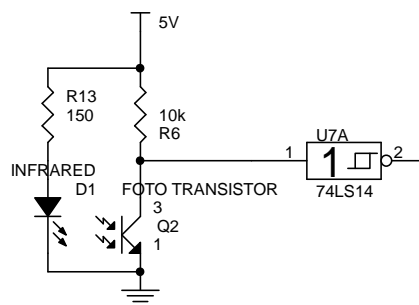 5V
R13
150
10k
R6
U7A
1
1
2
74LS14
INFRARED
D1
FOTO TRANSISTOR
3
Q2
1